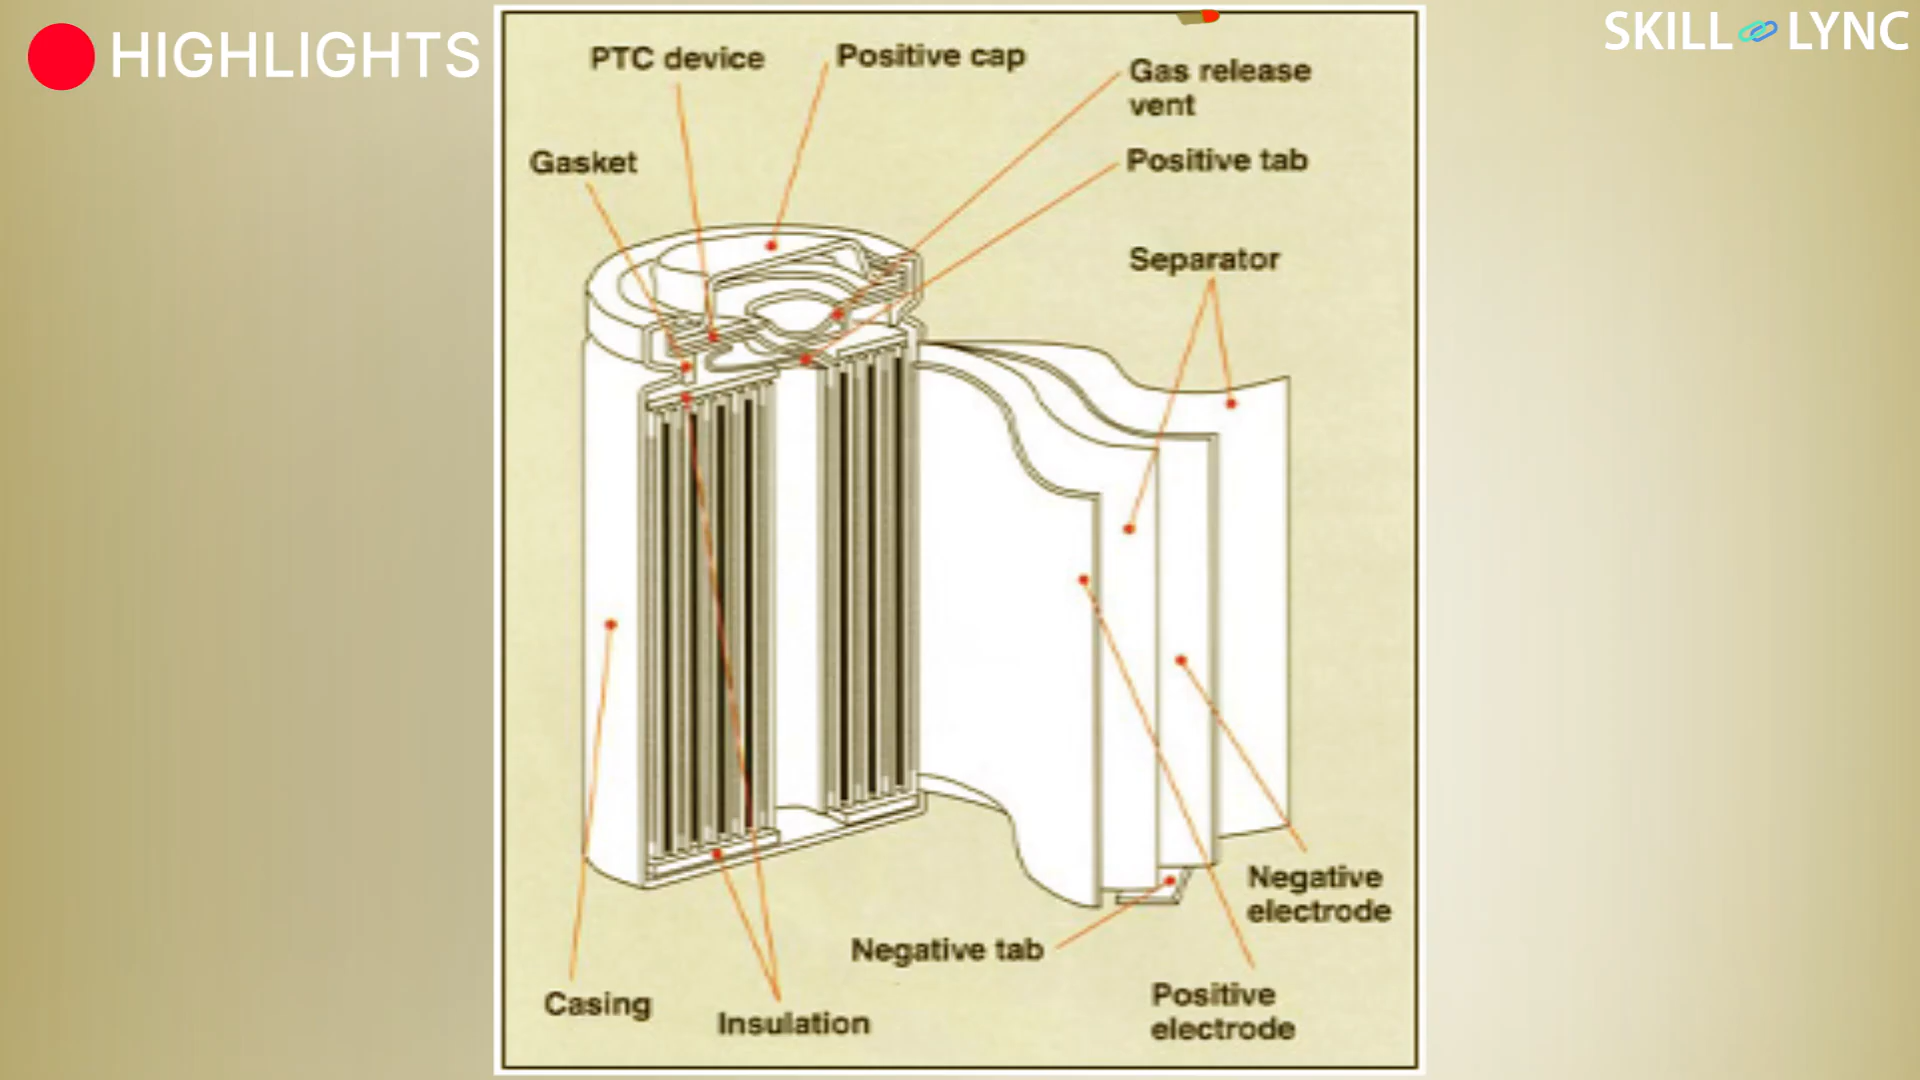 HIGHLIGHTS
SKILL LYNC
PTC device
Positive cap
Gas release
vent
Gasket
Positive tab
Separator
Negative
electrode
Negative tab
Positive
electrode
Casing
Insulation